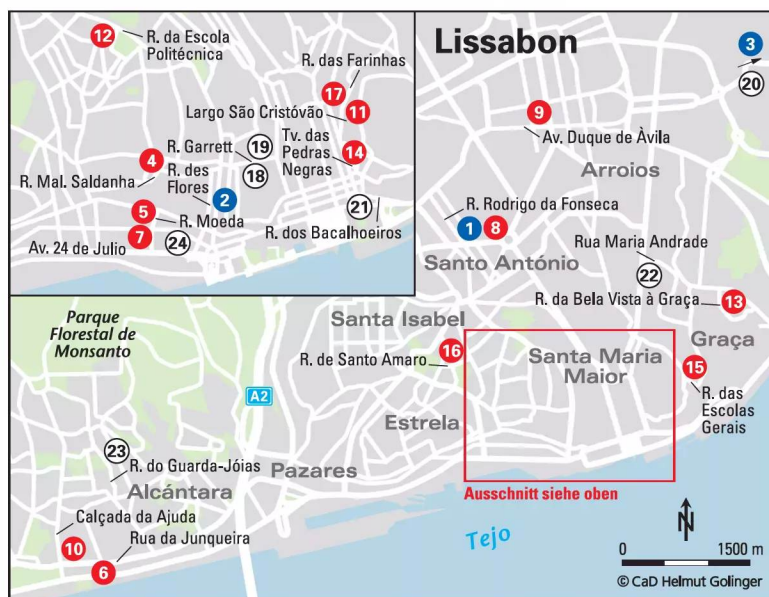 12
R. da Escola
Politécnica
R. das Farinhas
17
Largo São Cristóvão
11
R. Garrett
19
Tv. das
Pedras
Negras
14
4
18
R. Mal. Saldanha
R. des
Flores
2
5
R. Moeda
21
7
Av. 24 de Julio
24
R. dos Bacalhoeiros
Lissabon
3
20
9
Av. Duque de Àvila
Arroios
R. Rodrigo da Fonseca
1
8
Santo António
Rua Maria Andrade
22
R. da Bela Vista à Graça
13
Parque
Florestal de
Monsanto
Santa Isabel
Graça
16
R. de Santo Amaro
Santa Maria
Maior
15
R. das
Escolas
Gerais
A2
Estrela
23
R. do Guarda-Jóias
Pazares
Alcántara
Ausschnitt siehe oben
Calçada da Ajuda
10
Rua da Junqueira
6
Tejo
N
0 1500 m
© CaD Helmut Golinger